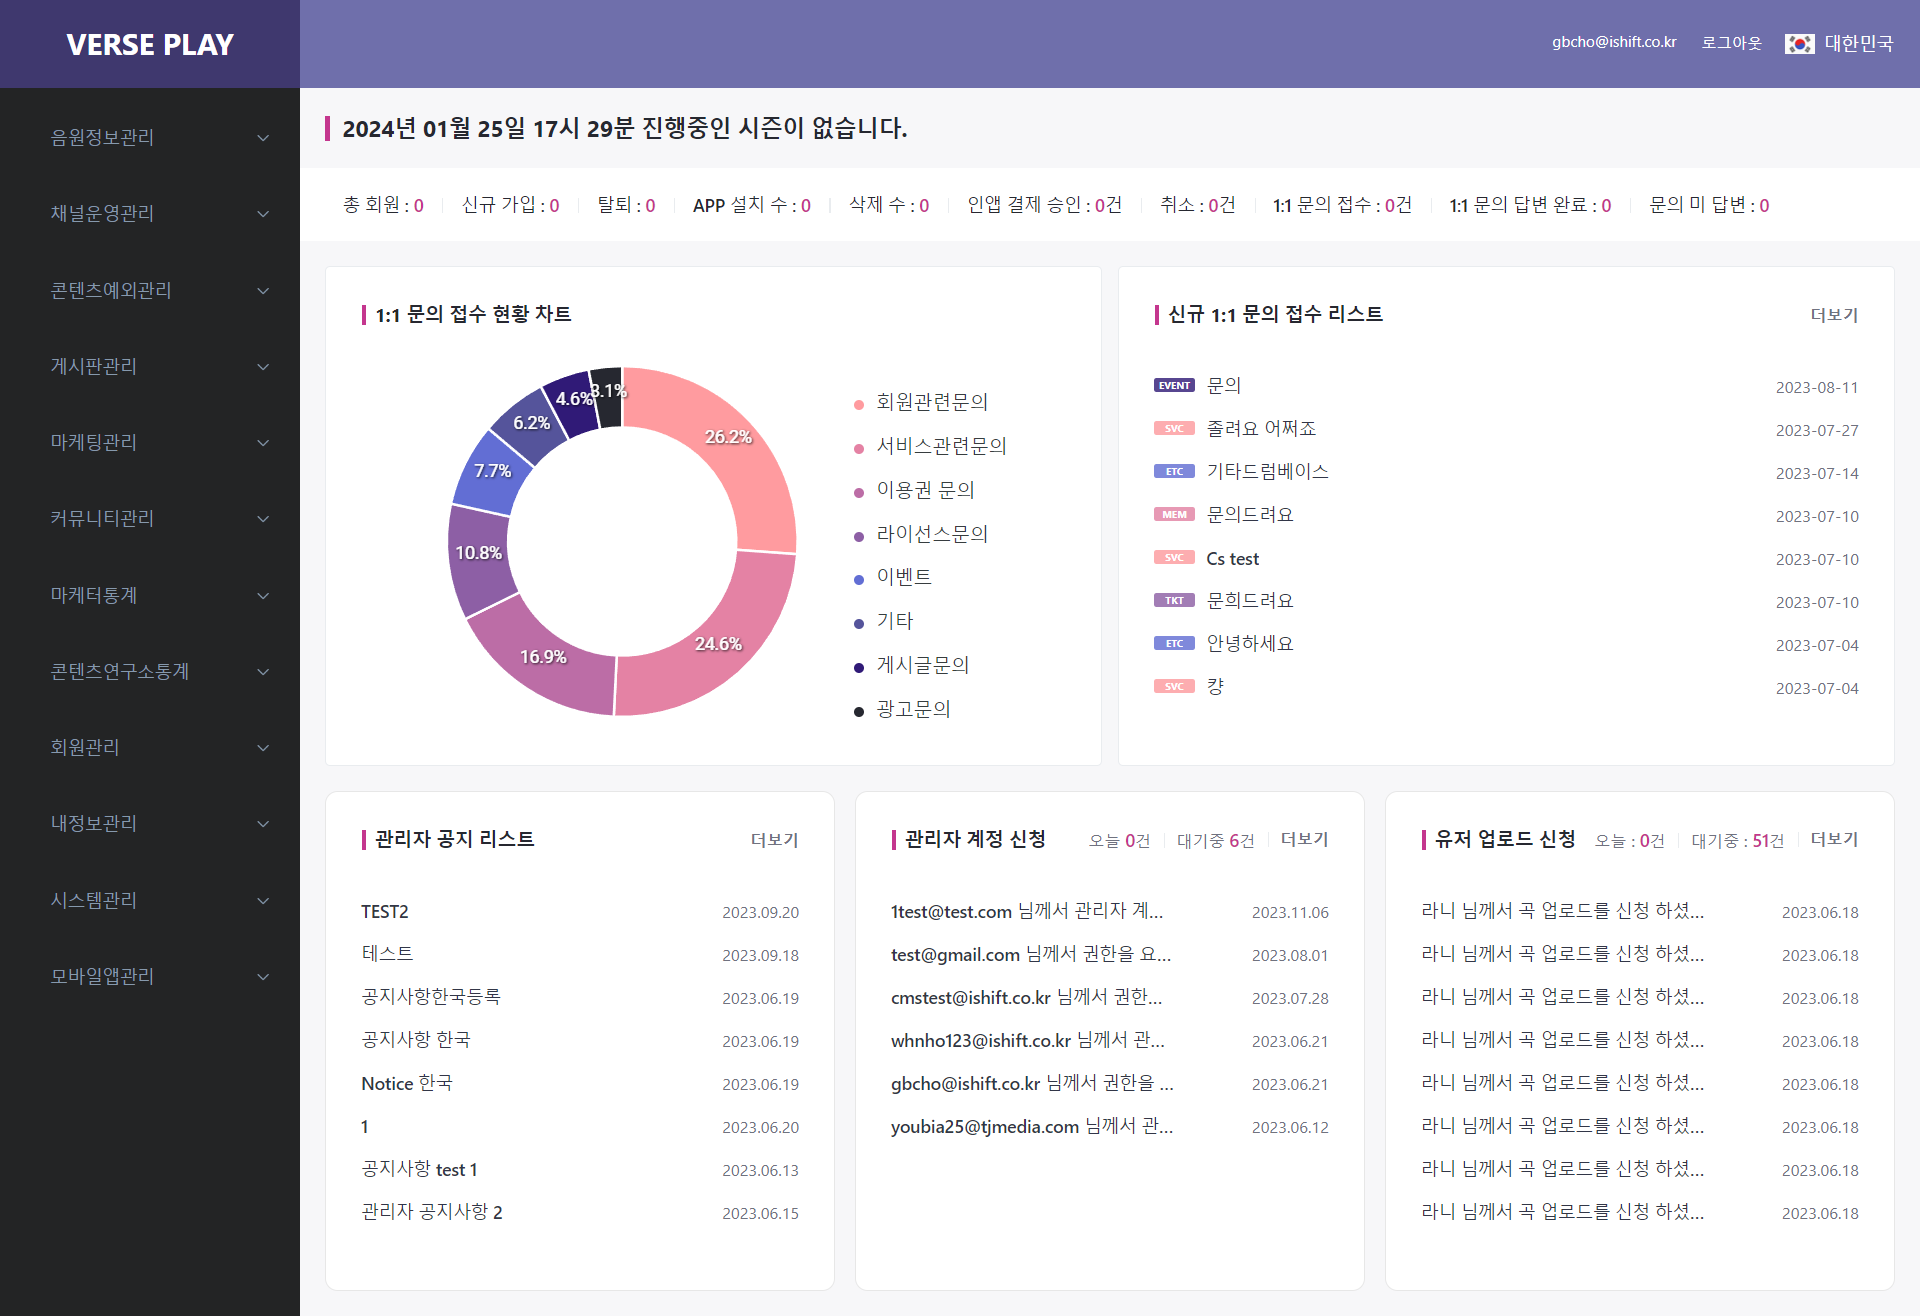 VERSE PLAY
gbcho@ishift.co.kr 로그아웃 대한민국
음원정보관리
채널운영관리
콘텐츠예외관리
게시판관리
마케팅관리
커뮤니티관리
마케터통계
콘텐츠연구소통계
회원관리
내정보관리
시스템관리
모바일앱관리
2024년 01월 25일 17시 29분 진행중인 시즌이 없습니다.
총 회원 : 0 신규 가입 : 0 탈퇴 : 0 APP 설치 수 : 0 삭제 수 : 0 인앱 결제 승인 : 0건 취소 : 0건 1:1 문의 접수 : 0건 1:1 문의 답변 완료 : 0 문의 미 답변 : 0
1:1 문의 접수 현황 차트
26.2%
24.6%
16.9%
10.8%
7.7%
6.2%
4.6%
3.1%
회원관련문의
서비스관련문의
이용권 문의
라이선스문의
이벤트
기타
게시글문의
광고문의
신규 1:1 문의 접수 리스트 더보기
EVENT 문의 2023-08-11
SVC 졸려요 어쩌죠 2023-07-27
ETC 기타드럼베이스 2023-07-14
MEM 문의드려요 2023-07-10
SVC Cs test 2023-07-10
TKT 문희드려요 2023-07-10
ETC 안녕하세요 2023-07-04
SVC 캉 2023-07-04
관리자 공지 리스트 더보기
TEST2 2023.09.20
테스트 2023.09.18
공지사항한국등록 2023.06.19
공지사항 한국 2023.06.19
Notice 한국 2023.06.19
1 2023.06.20
공지사항 test 1 2023.06.13
관리자 공지사항 2 2023.06.15
관리자 계정 신청 오늘 0건 대기중 6건 더보기
1test@test.com 님께서 관리자 계... 2023.11.06
test@gmail.com 님께서 권한을 요... 2023.08.01
cmstest@ishift.co.kr 님께서 권한... 2023.07.28
whnho123@ishift.co.kr 님께서 관... 2023.06.21
gbcho@ishift.co.kr 님께서 권한을 ... 2023.06.21
youbia25@tjmedia.com 님께서 관... 2023.06.12
유저 업로드 신청 오늘 : 0건 대기중 : 51건 더보기
라니 님께서 곡 업로드를 신청 하셨... 2023.06.18
라니 님께서 곡 업로드를 신청 하셨... 2023.06.18
라니 님께서 곡 업로드를 신청 하셨... 2023.06.18
라니 님께서 곡 업로드를 신청 하셨... 2023.06.18
라니 님께서 곡 업로드를 신청 하셨... 2023.06.18
라니 님께서 곡 업로드를 신청 하셨... 2023.06.18
라니 님께서 곡 업로드를 신청 하셨... 2023.06.18
라니 님께서 곡 업로드를 신청 하셨... 2023.06.18